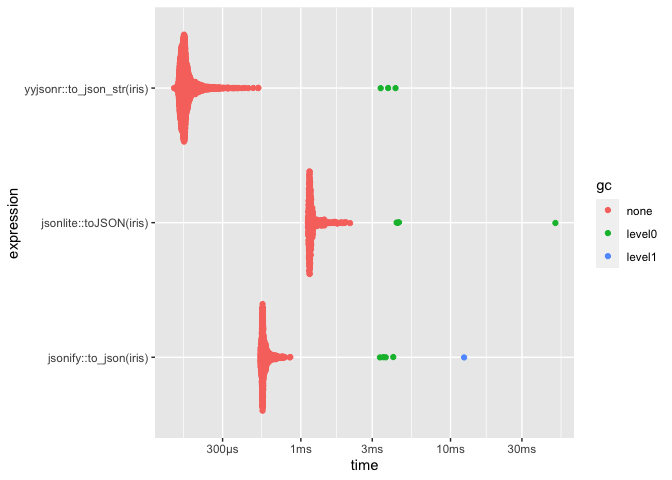 expression
yyjsonr::to_json_str(iris)
jsonlite::toJSON(iris)
jsonify::to_json(iris)
300µs 1ms 3ms 10ms 30ms
time
gc
none
level0
level1